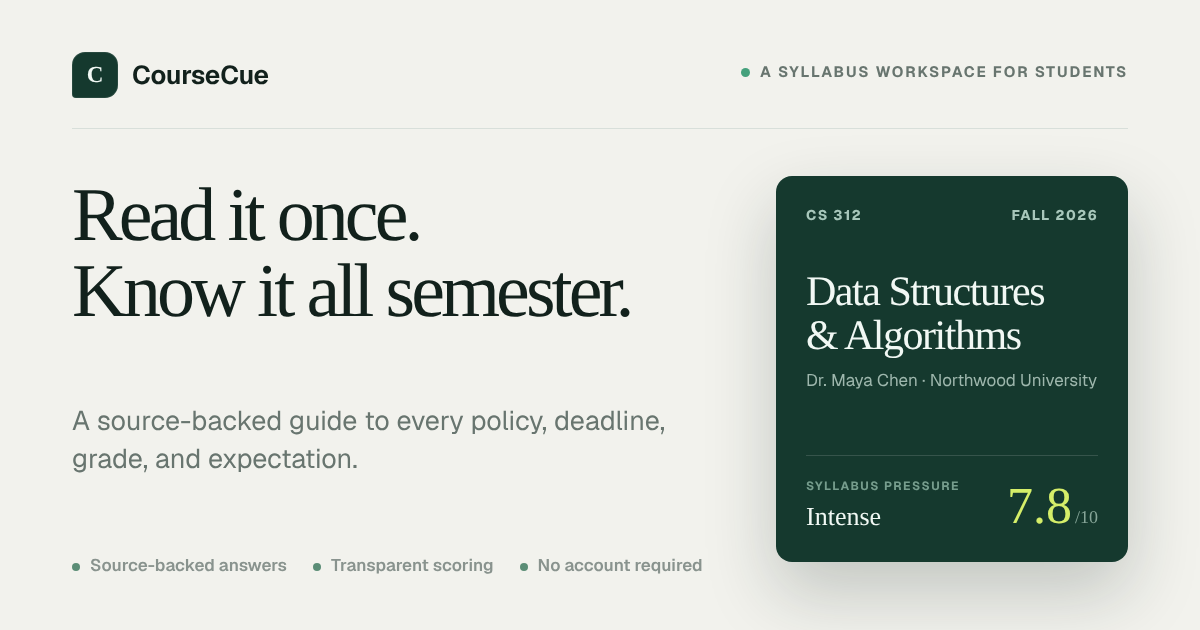 C
CourseCue
A SYLLABUS WORKSPACE FOR STUDENTS
Read it once.
Know it all semester.
A source-backed guide to every policy, deadline,
grade, and expectation.
Source-backed answers
Transparent scoring
No account required
CS 312
FALL 2026
Data Structures
& Algorithms
Dr. Maya Chen · Northwood University
SYLLABUS PRESSURE
Intense
7.8/10